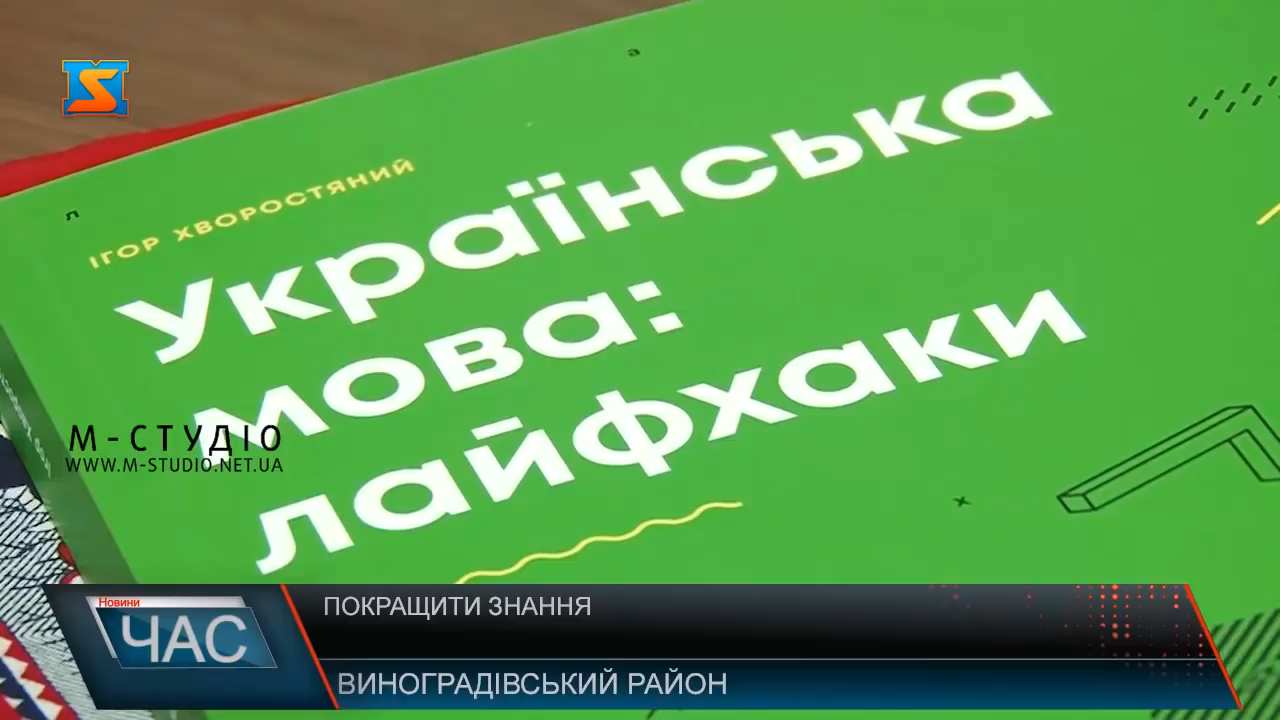 а
л
ІГОР ХВОРОСТЯНИЙ
Українська
мова:
лайфхаки
М-СТУДІО
WWW.M-STUDIO.NET.UA
Новини
ЧАС
ПОКРАЩИТИ ЗНАННЯ
ВИНОГРАДІВСЬКИЙ РАЙОН